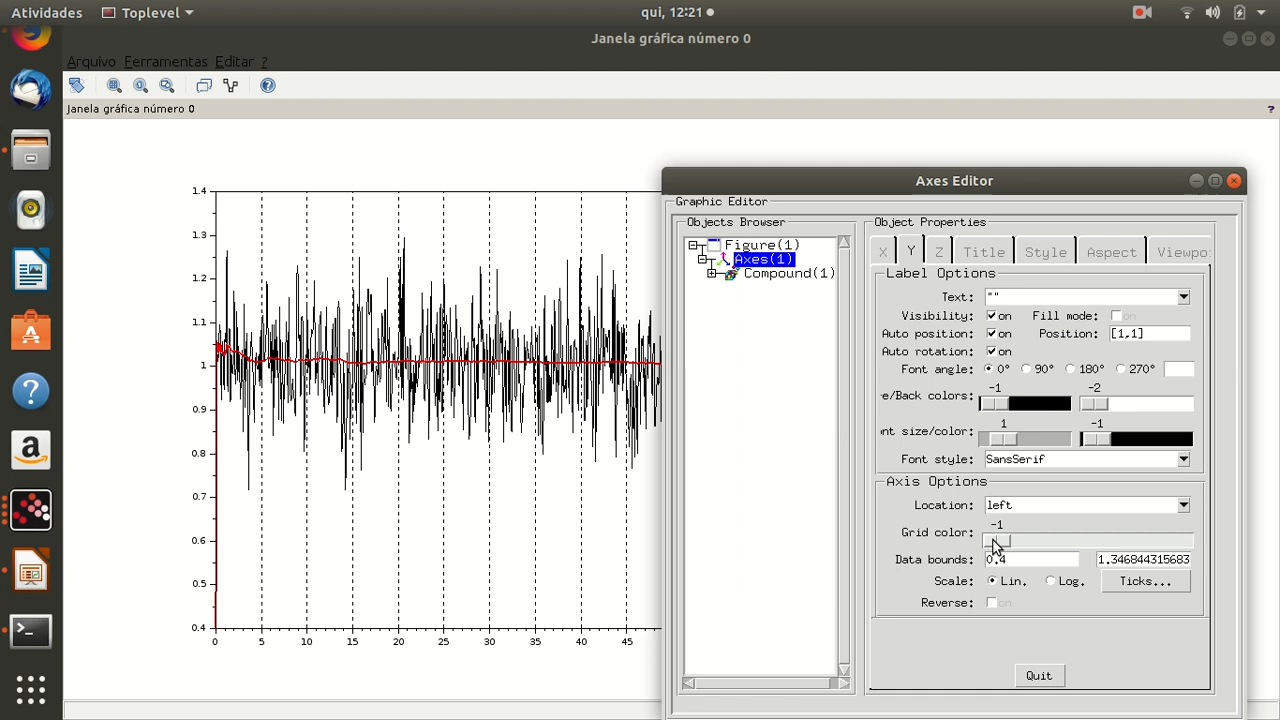 Atividades Toplevel qui, 12:21
Janela gráfica número 0
Arquivo Ferramentas Editar ?
Janela gráfica número 0 ?
Axes Editor
Graphic Editor
Objects Browser
Figure(1)
Axes(1)
Compound(1)
Object Properties
X Y Z Title Style Aspect Viewpo
Label Options
Text: ""
Visibility: on Fill mode: on
Auto position: on Position: [1,1]
Auto rotation: on
Font angle: 0° 90° 180° 270°
-1 -2
e/Back colors:
1 -1
nt size/color:
Font style: SansSerif
Axis Options
Location: left
-1
Grid color:
Data bounds: 0.4 1.346844315683
Scale: Lin. Log. Ticks...
Reverse: on
Quit
1.4
1.3
1.2
1.1
1
0.9
0.8
0.7
0.6
0.5
0.4
0 5 10 15 20 25 30 35 40 45
a
>_